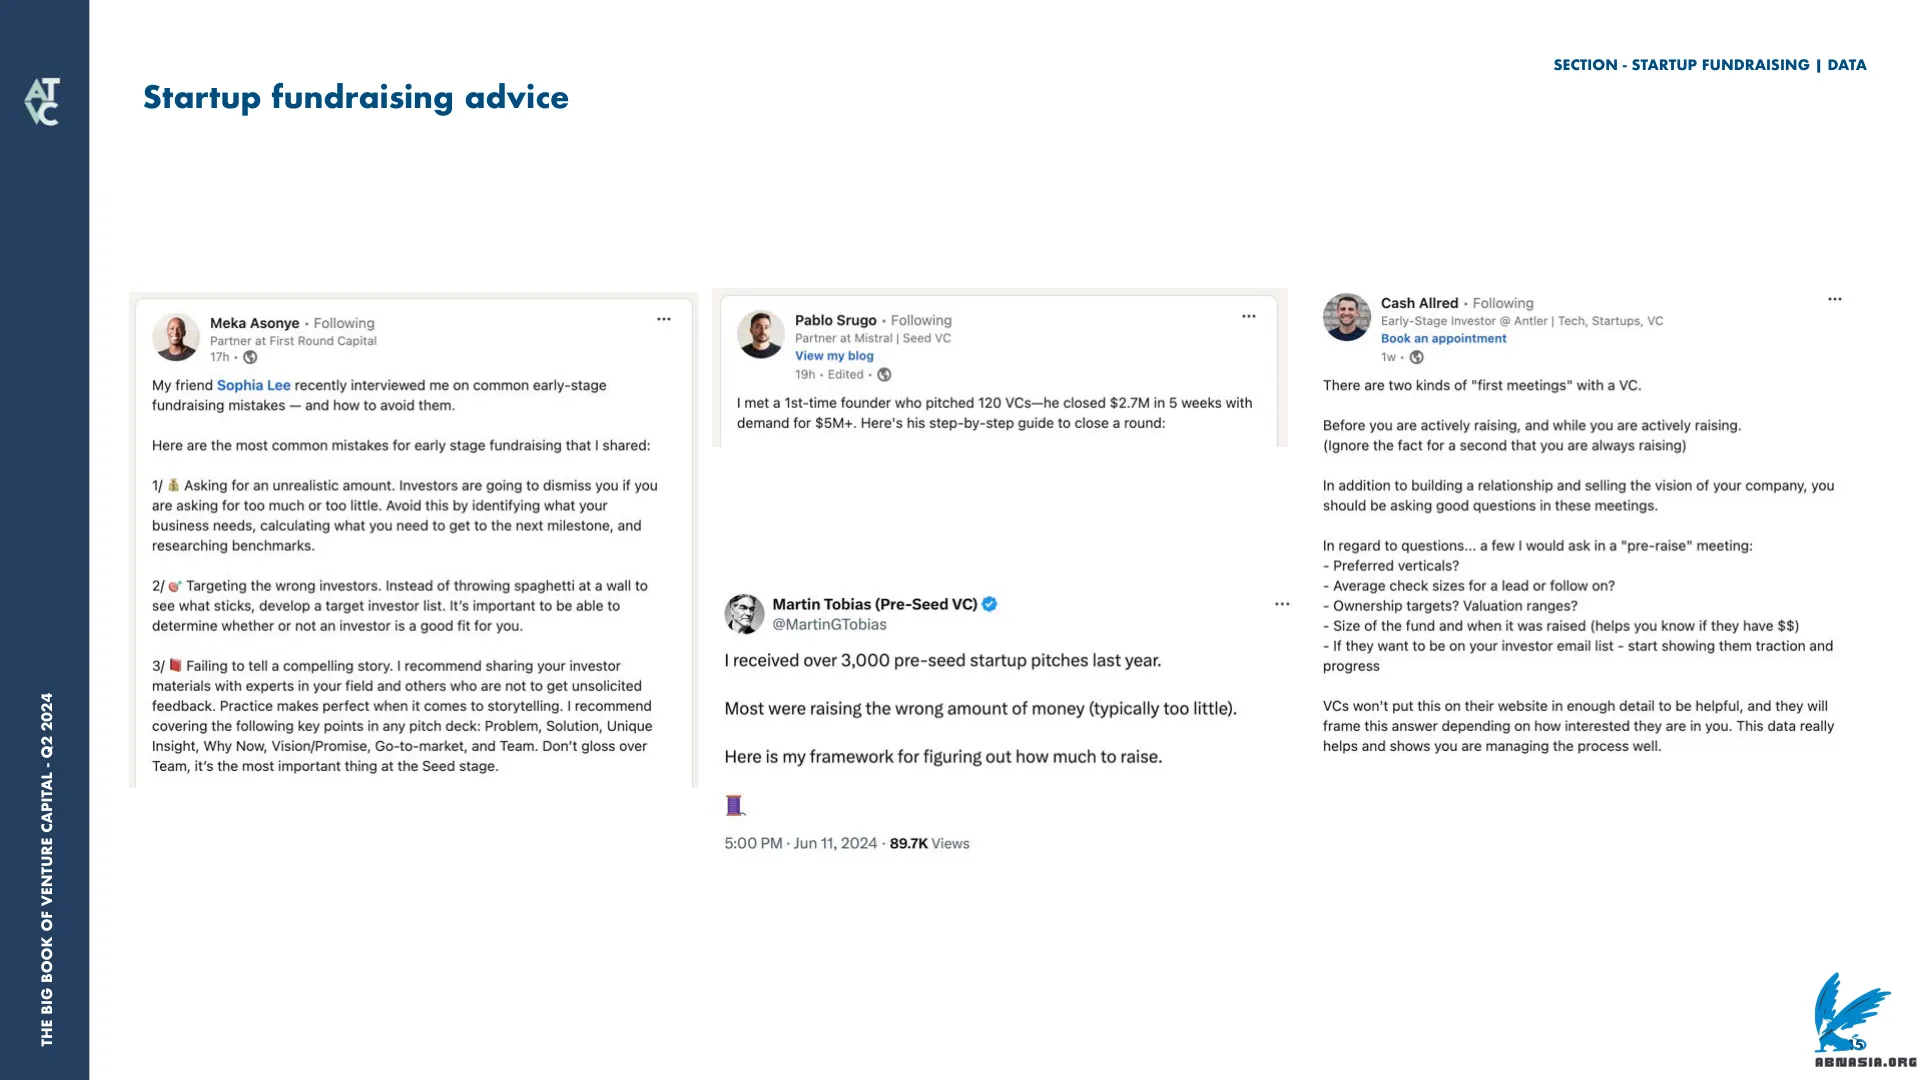 AT
VC
SECTION - STARTUP FUNDRAISING | DATA
Startup fundraising advice
Meka Asonye • Following
Partner at First Round Capital
17h •
My friend Sophia Lee recently interviewed me on common early-stage
fundraising mistakes — and how to avoid them.
Here are the most common mistakes for early stage fundraising that I shared:
1/ 💰 Asking for an unrealistic amount. Investors are going to dismiss you if you
are asking for too much or too little. Avoid this by identifying what your
business needs, calculating what you need to get to the next milestone, and
researching benchmarks.
2/ 🎯 Targeting the wrong investors. Instead of throwing spaghetti at a wall to
see what sticks, develop a target investor list. It's important to be able to
determine whether or not an investor is a good fit for you.
3/ 📕 Failing to tell a compelling story. I recommend sharing your investor
materials with experts in your field and others who are not to get unsolicited
feedback. Practice makes perfect when it comes to storytelling. I recommend
covering the following key points in any pitch deck: Problem, Solution, Unique
Insight, Why Now, Vision/Promise, Go-to-market, and Team. Don't gloss over
Team, it's the most important thing at the Seed stage.
Pablo Srugo • Following
Partner at Mistral | Seed VC
View my blog
19h • Edited •
I met a 1st-time founder who pitched 120 VCs—he closed $2.7M in 5 weeks with
demand for $5M+. Here's his step-by-step guide to close a round:
Martin Tobias (Pre-Seed VC)
@MartinGTobias
I received over 3,000 pre-seed startup pitches last year.
Most were raising the wrong amount of money (typically too little).
Here is my framework for figuring out how much to raise.
🧵
5:00 PM · Jun 11, 2024 · 89.7K Views
Cash Allred • Following
Early-Stage Investor @ Antler | Tech, Startups, VC
Book an appointment
1w •
There are two kinds of "first meetings" with a VC.
Before you are actively raising, and while you are actively raising.
(Ignore the fact for a second that you are always raising)
In addition to building a relationship and selling the vision of your company, you
should be asking good questions in these meetings.
In regard to questions... a few I would ask in a "pre-raise" meeting:
- Preferred verticals?
- Average check sizes for a lead or follow on?
- Ownership targets? Valuation ranges?
- Size of the fund and when it was raised (helps you know if they have $$)
- If they want to be on your investor email list - start showing them traction and
progress
VCs won't put this on their website in enough detail to be helpful, and they will
frame this answer depending on how interested they are in you. This data really
helps and shows you are managing the process well.
THE BIG BOOK OF VENTURE CAPITAL - Q2 2024
15
ABNASIA.ORG